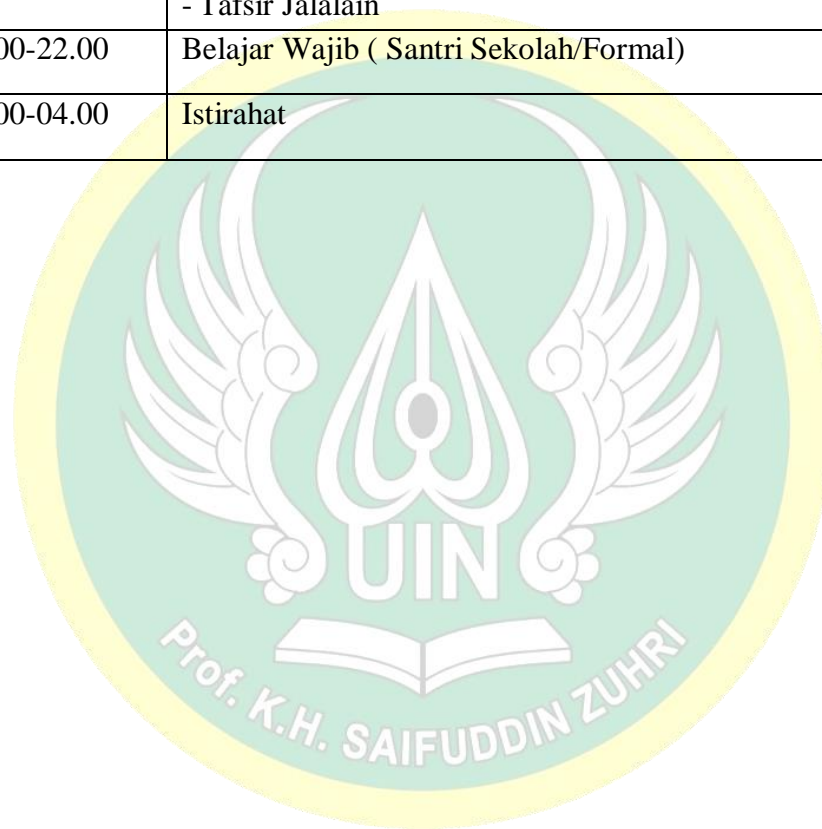 - Tafsir Jalalain
00-22.00 Belajar Wajib ( Santri Sekolah/Formal)
00-04.00 Istirahat
UIN
Prof. K.H. SAIFUDDIN ZUHRI